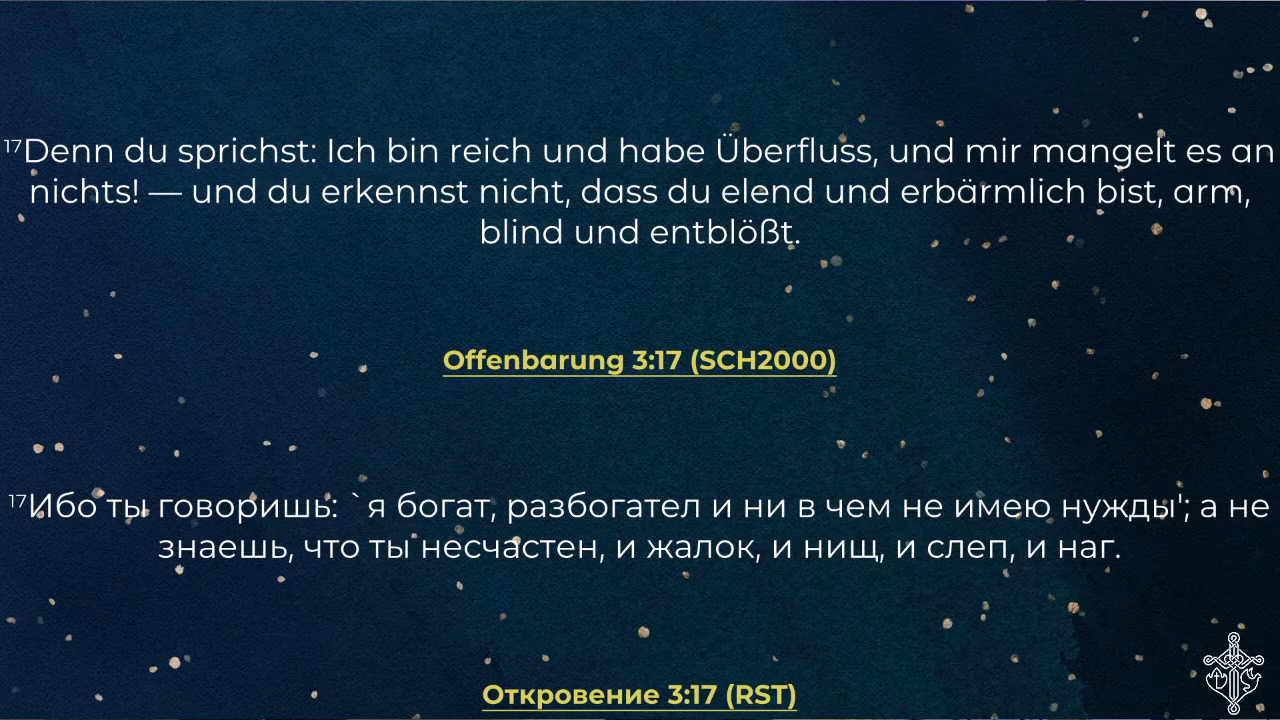 ¹⁷Denn du sprichst: Ich bin reich und habe Überfluss, und mir mangelt es an
nichts! — und du erkennst nicht, dass du elend und erbärmlich bist, arm,
blind und entblößt.
Offenbarung 3:17 (SCH2000)
¹⁷Ибо ты говоришь: `я богат, разбогател и ни в чем не имею нужды'; а не
знаешь, что ты несчастен, и жалок, и нищ, и слеп, и наг.
Откровение 3:17 (RST)